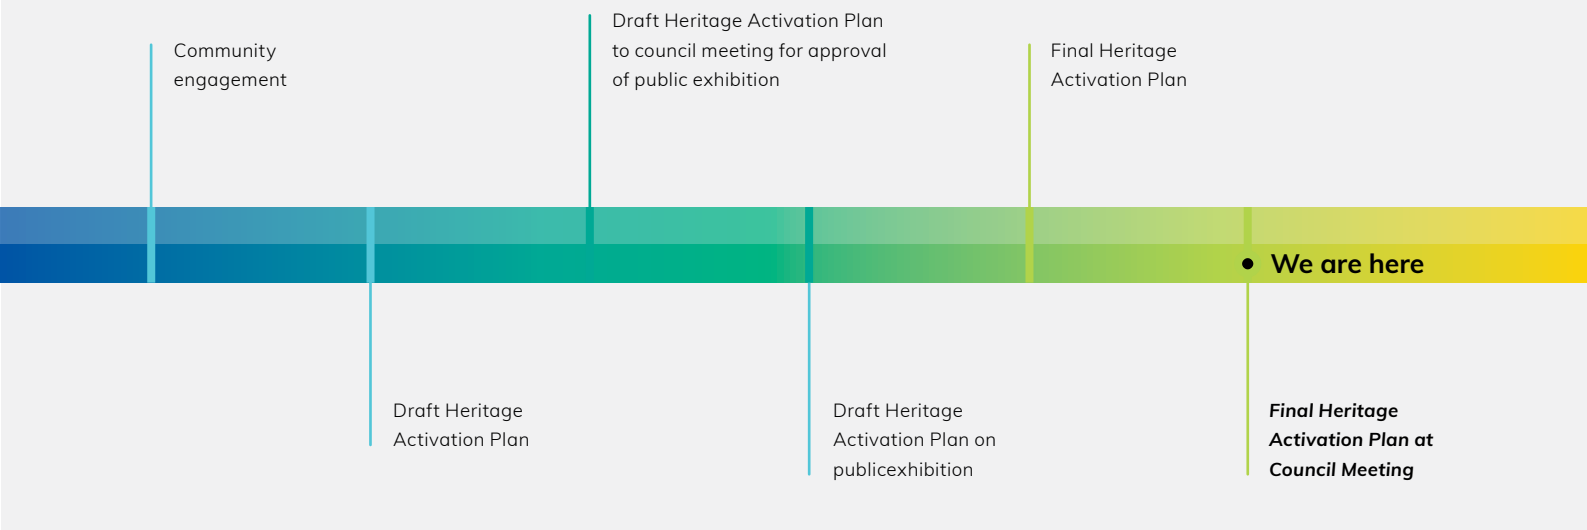 Community
engagement
Draft Heritage Activation Plan
to council meeting for approval
of public exhibition
Final Heritage
Activation Plan
We are here
Draft Heritage
Activation Plan
Draft Heritage
Activation Plan on
publicexhibition
Final Heritage
Activation Plan at
Council Meeting